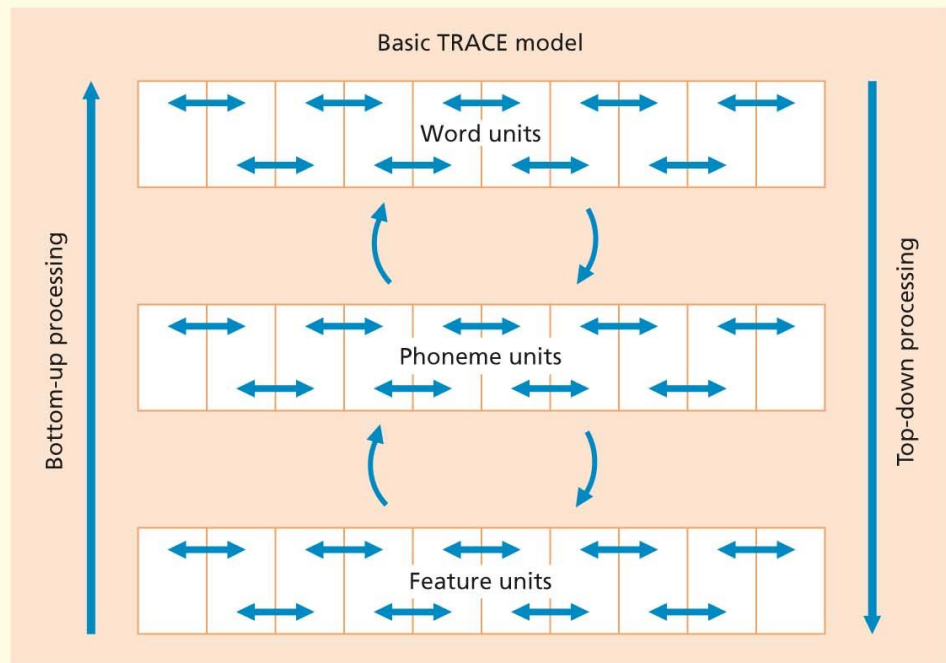 Basic TRACE model
Word units
Bottom-up processing
Phoneme units
Top-down processing
Feature units